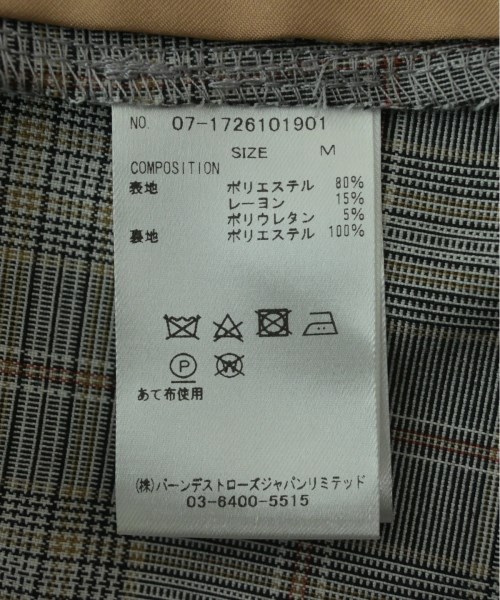 NO. 07-1726101901
SIZE M
COMPOSITION
表地 ポリエステル 80%
レーヨン 15%
ポリウレタン 5%
裏地 ポリエステル 100%
P W
あて布使用
(株)バーンデストローズジャパンリミテッド
03-6400-5515